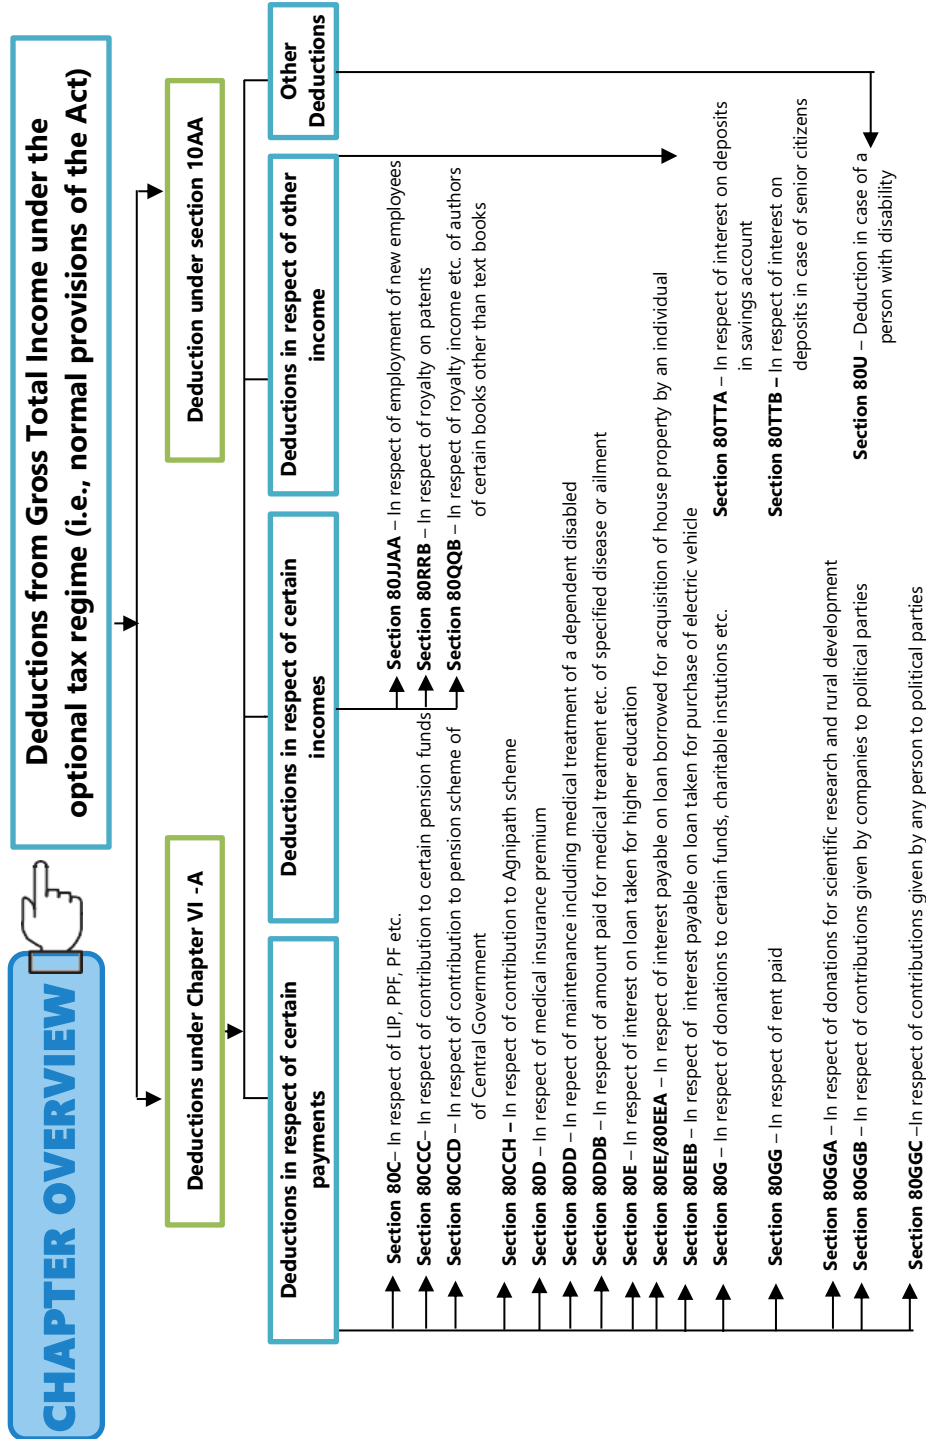 CHAPTER OVERVIEW
Deductions from Gross Total Income under the
optional tax regime (i.e., normal provisions of the Act)
Deductions under Chapter VI -A
Deduction under section 10AA
Deductions in respect of certain
payments
Deductions in respect of certain
incomes
Deductions in respect of other
income
Other
Deductions
Section 80C– In respect of LIP, PPF, PF etc.
Section 80CCC– In respect of contribution to certain pension funds
Section 80CCD – In respect of contribution to pension scheme of
of Central Government
Section 80CCH – In respect of contribution to Agnipath scheme
Section 80D – In respect of medical insurance premium
Section 80DD – In repect of maintenance including medical treatment of a dependent disabled
Section 80DDB – In respect of amount paid for medical treatment etc. of specified disease or ailment
Section 80E – In respect of interest on loan taken for higher education
Section 80EE/80EEA – In respect of interest payable on loan borrowed for acquisition of house property by an individual
Section 80EEB – In respect of interest payable on loan taken for purchase of electric vehicle
Section 80G – In respect of donations to certain funds, charitable instutions etc.
Section 80GG – In respect of rent paid
Section 80GGA – In respect of donations for scientific research and rural development
Section 80GGB – In respect of contributions given by companies to political parties
Section 80GGC –In respect of contributions given by any person to political parties
Section 80JJAA – In respect of employment of new employees
Section 80RRB – In respect of royalty on patents
Section 80QQB – In respect of royalty income etc. of authors
of certain books other than text books
Section 80TTA – In respect of interest on deposits
in savings account
Section 80TTB – In respect of interest on
deposits in case of senior citizens
Section 80U – Deduction in case of a
person with disability